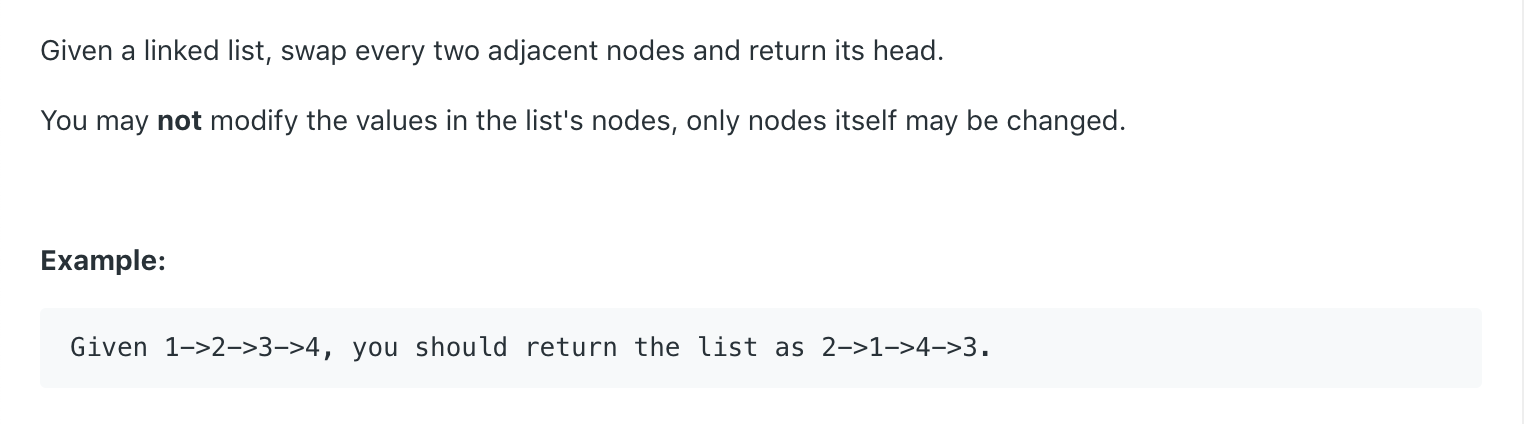 Given a linked list, swap every two adjacent nodes and return its head.
You may not modify the values in the list's nodes, only nodes itself may be changed.
Example:
Given 1->2->3->4, you should return the list as 2->1->4->3.